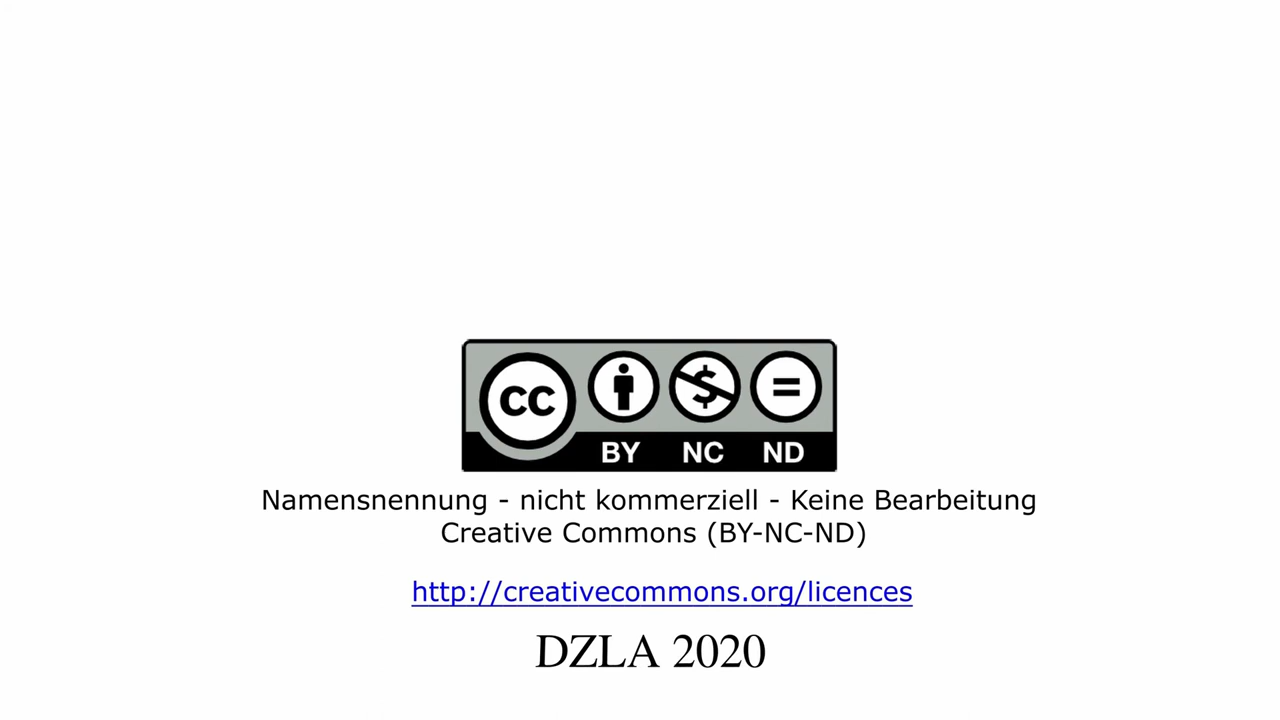 CC
BY NC ND
Namensnennung - nicht kommerziell - Keine Bearbeitung
Creative Commons (BY-NC-ND)
http://creativecommons.org/licences
DZLA 2020